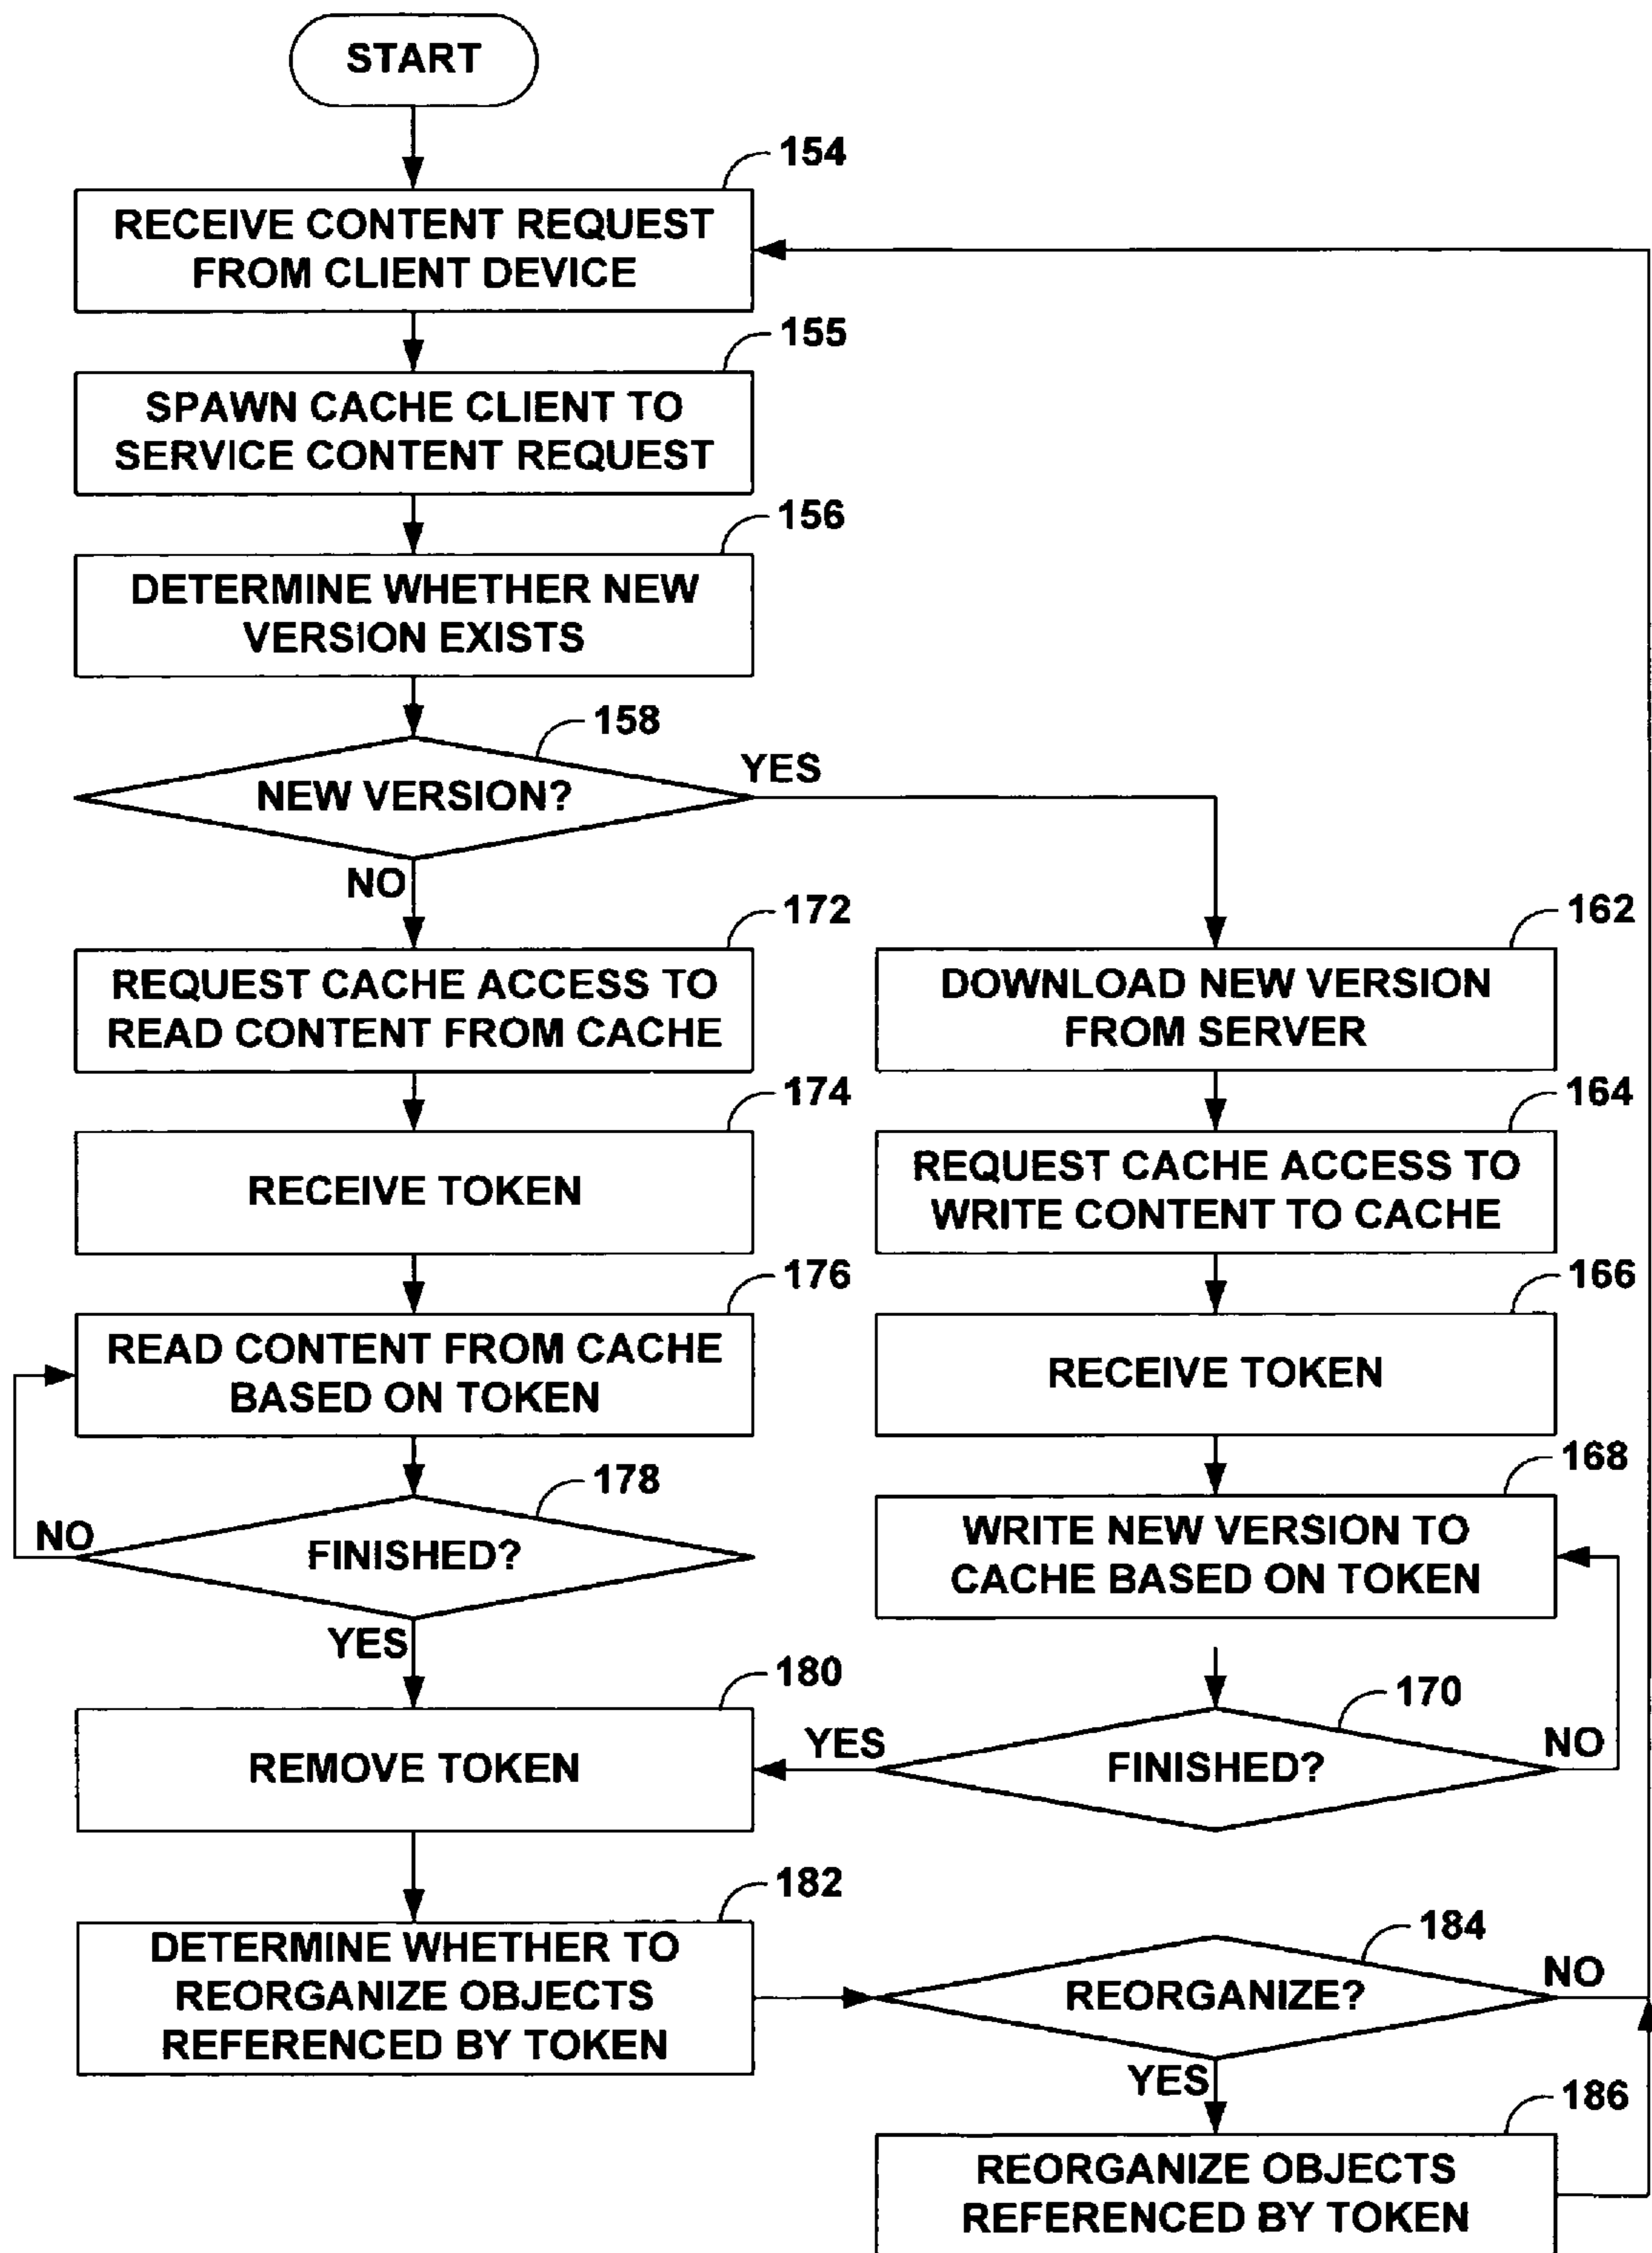 START
154
RECEIVE CONTENT REQUEST
FROM CLIENT DEVICE
155
SPAWN CACHE CLIENT TO
SERVICE CONTENT REQUEST
156
DETERMINE WHETHER NEW
VERSION EXISTS
158
NEW VERSION?
YES
NO
172
REQUEST CACHE ACCESS TO
READ CONTENT FROM CACHE
162
DOWNLOAD NEW VERSION
FROM SERVER
174
RECEIVE TOKEN
164
REQUEST CACHE ACCESS TO
WRITE CONTENT TO CACHE
176
READ CONTENT FROM CACHE
BASED ON TOKEN
166
RECEIVE TOKEN
178
FINISHED?
NO
YES
168
WRITE NEW VERSION TO
CACHE BASED ON TOKEN
180
REMOVE TOKEN
170
FINISHED?
YES
NO
182
DETERMINE WHETHER TO
REORGANIZE OBJECTS
REFERENCED BY TOKEN
184
REORGANIZE?
NO
YES
186
REORGANIZE OBJECTS
REFERENCED BY TOKEN